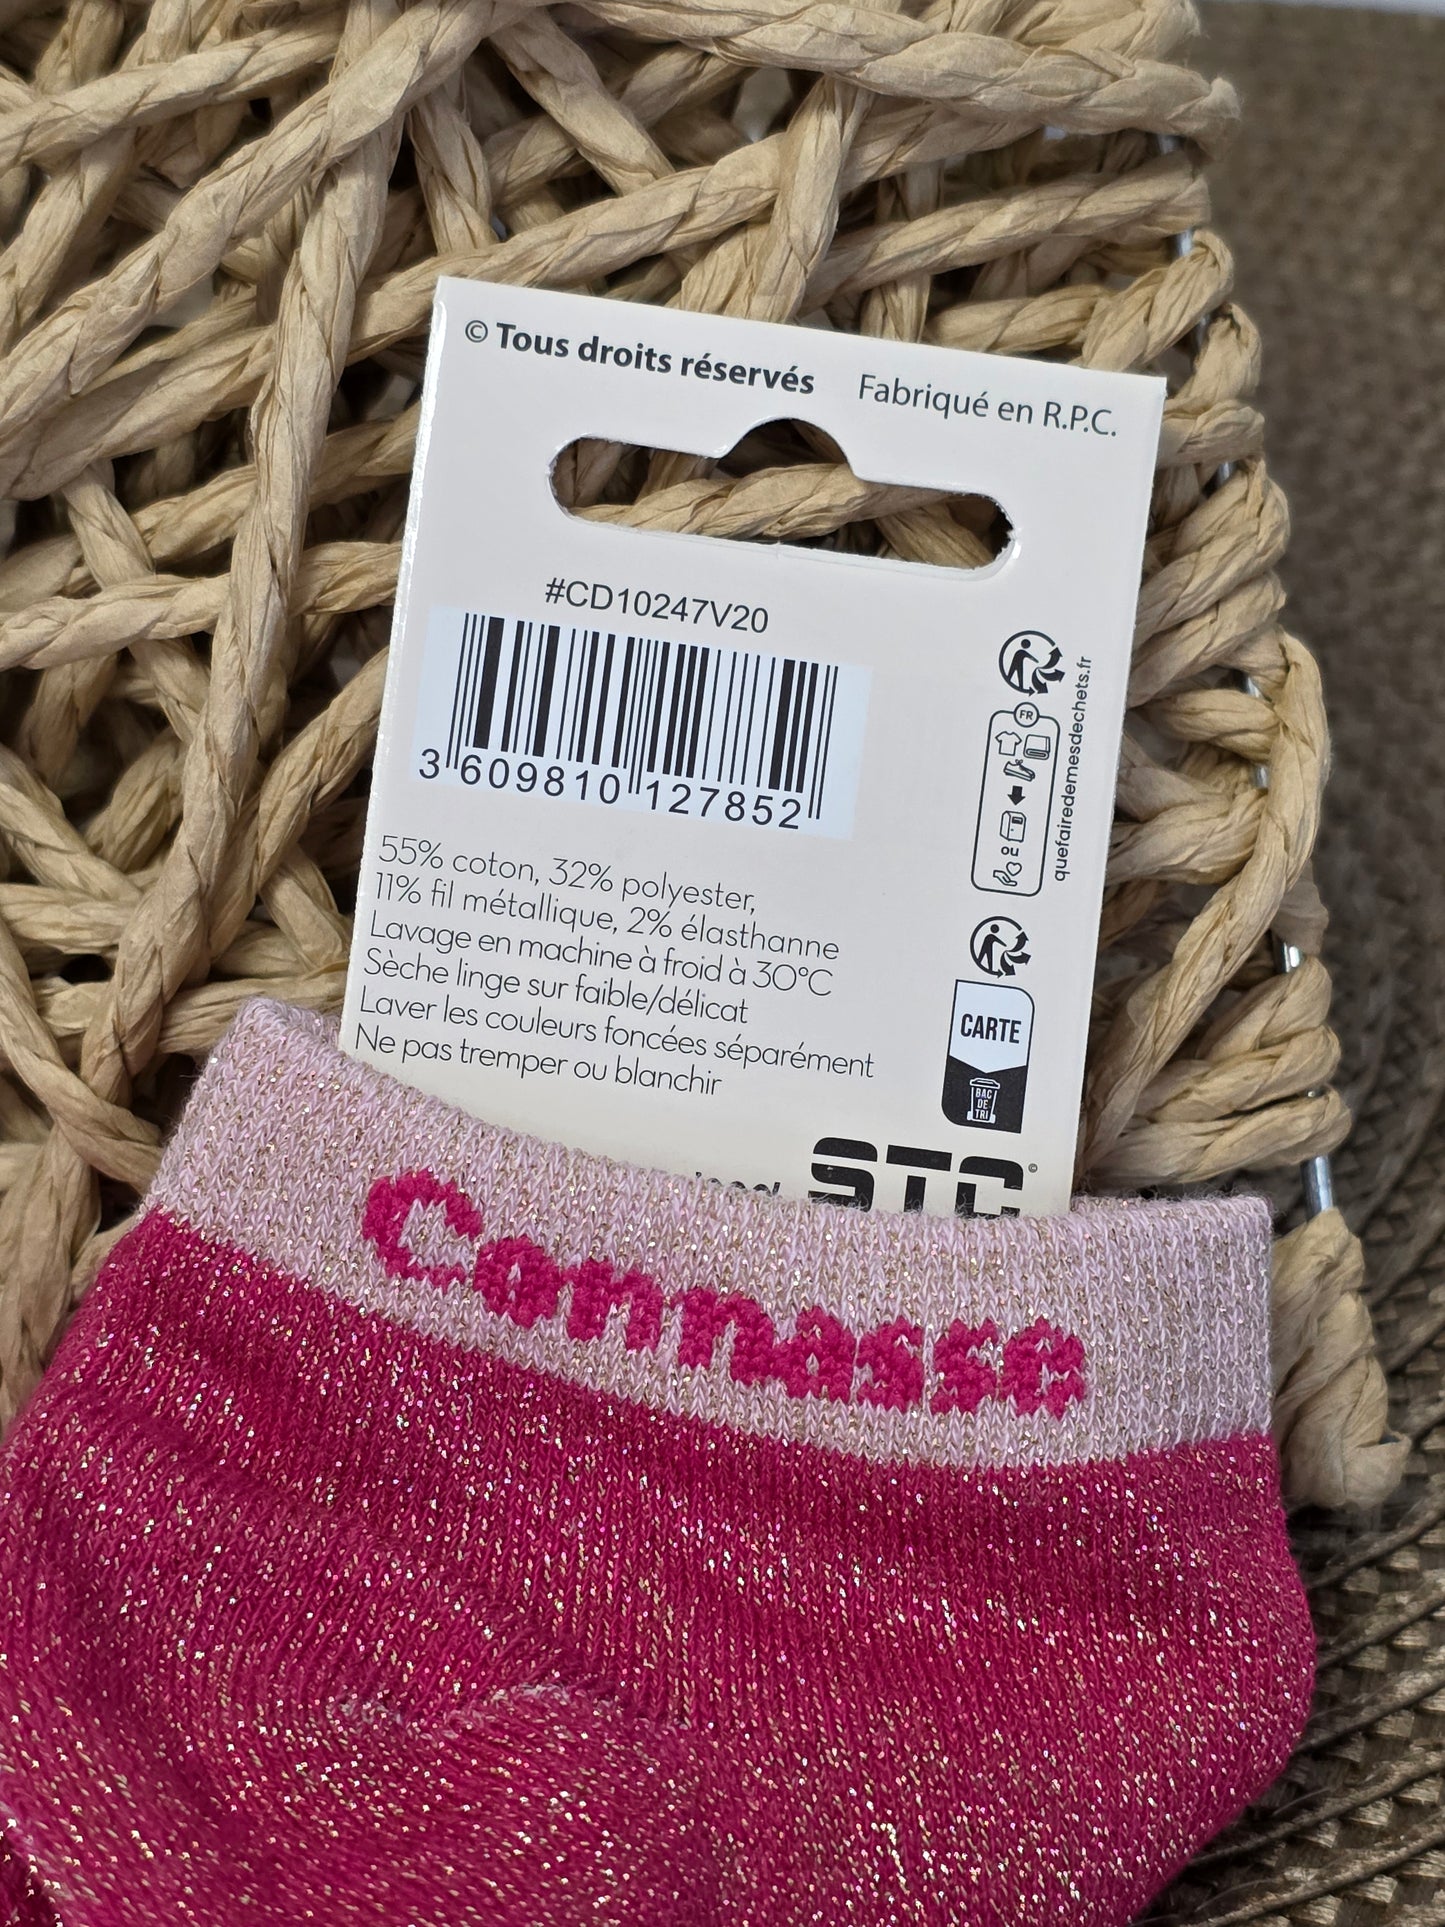 © Tous droits réservés Fabriqué en R.P.C.
#CD10247V20
3 609810 127852
55% coton, 32% polyester,
11% fil métallique, 2% élasthanne
Lavage en machine à froid à 30°C
Sèche linge sur faible/délicat
Laver les couleurs foncées séparément
Ne pas tremper ou blanchir
FR
ou
quefairedemesdechets.fr
CARTE
BAC
DE
TRI
STC©
Connasse